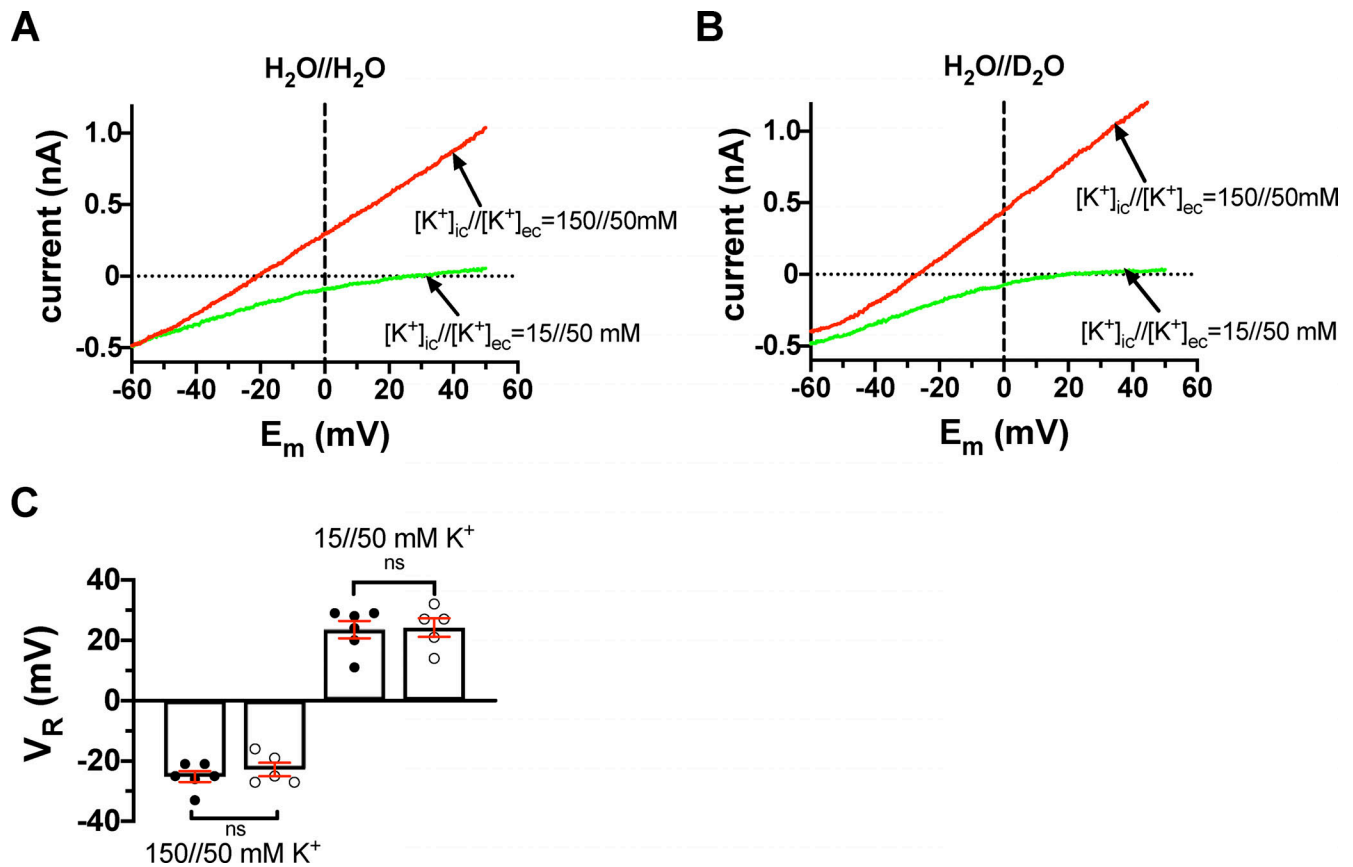 A
H₂O//H₂O
current (nA)
1.0
0.5
0
-0.5
[K⁺]ic//[K⁺]ec=150//50mM
[K⁺]ic//[K⁺]ec=15//50 mM
-60 -40 -20 0 20 40 60
Eₘ (mV)
B
H₂O//D₂O
current (nA)
1.0
0.5
0
-0.5
[K⁺]ic//[K⁺]ec=150//50mM
[K⁺]ic//[K⁺]ec=15//50 mM
-60 -40 -20 0 20 40 60
Eₘ (mV)
C
15//50 mM K⁺
ns
V_R (mV)
40
20
0
-20
-40
ns
150//50 mM K⁺